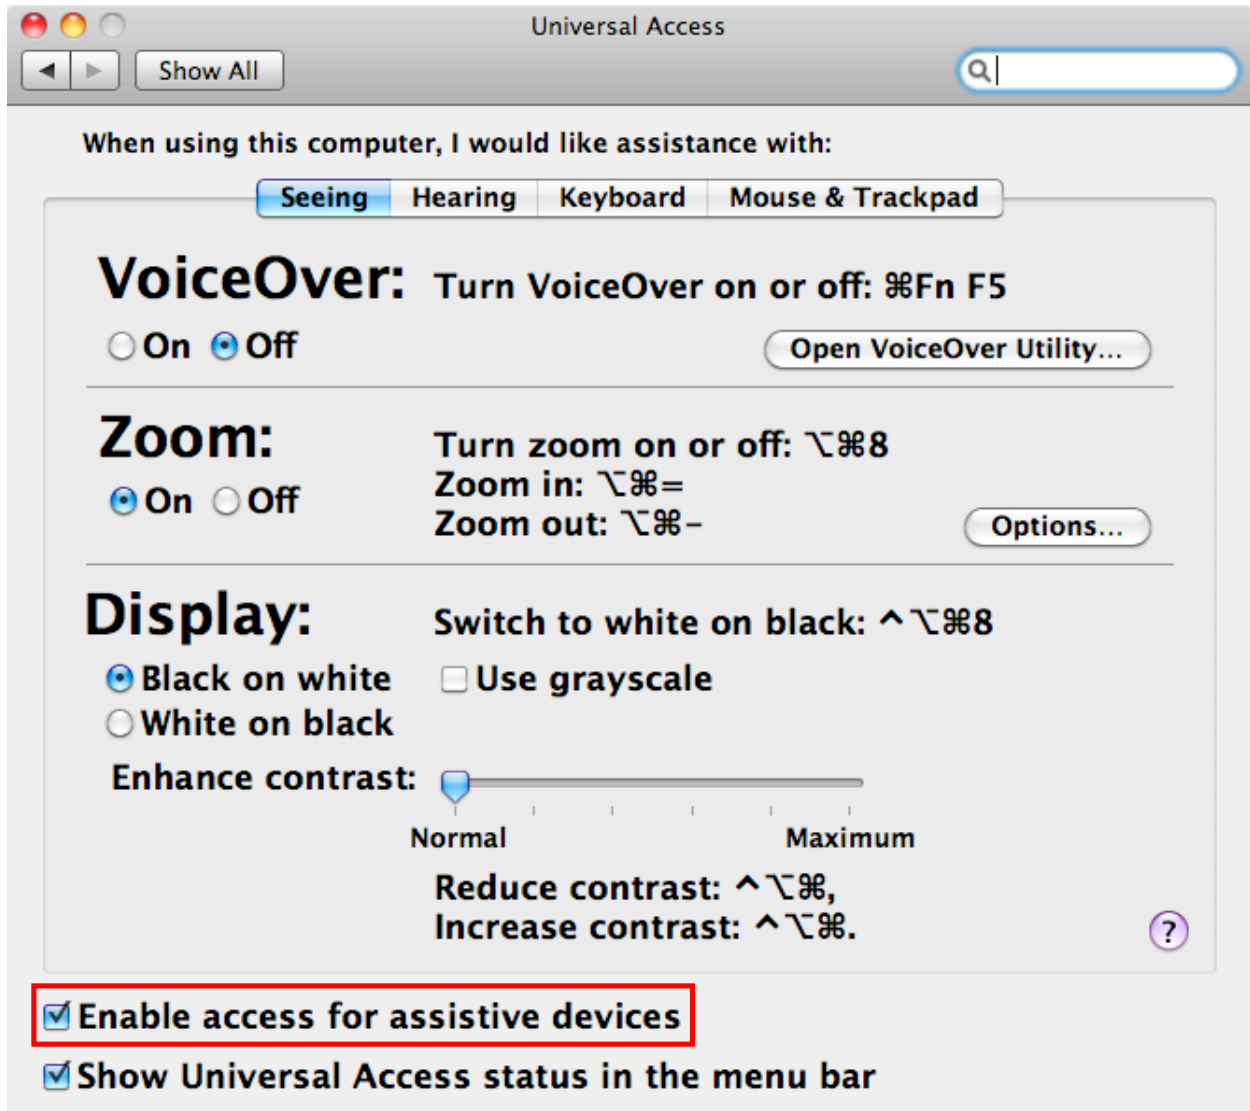 Universal Access
Show All
When using this computer, I would like assistance with:
Seeing Hearing Keyboard Mouse & Trackpad
VoiceOver: Turn VoiceOver on or off: ⌘Fn F5
On Off Open VoiceOver Utility...
Zoom: Turn zoom on or off: ⌥⌘8
On Off Zoom in: ⌥⌘=
Zoom out: ⌥⌘-
Options...
Display: Switch to white on black: ^⌥⌘8
Black on white Use grayscale
White on black
Enhance contrast:
Normal Maximum
Reduce contrast: ^⌥⌘,
Increase contrast: ^⌥⌘.
?
Enable access for assistive devices
Show Universal Access status in the menu bar